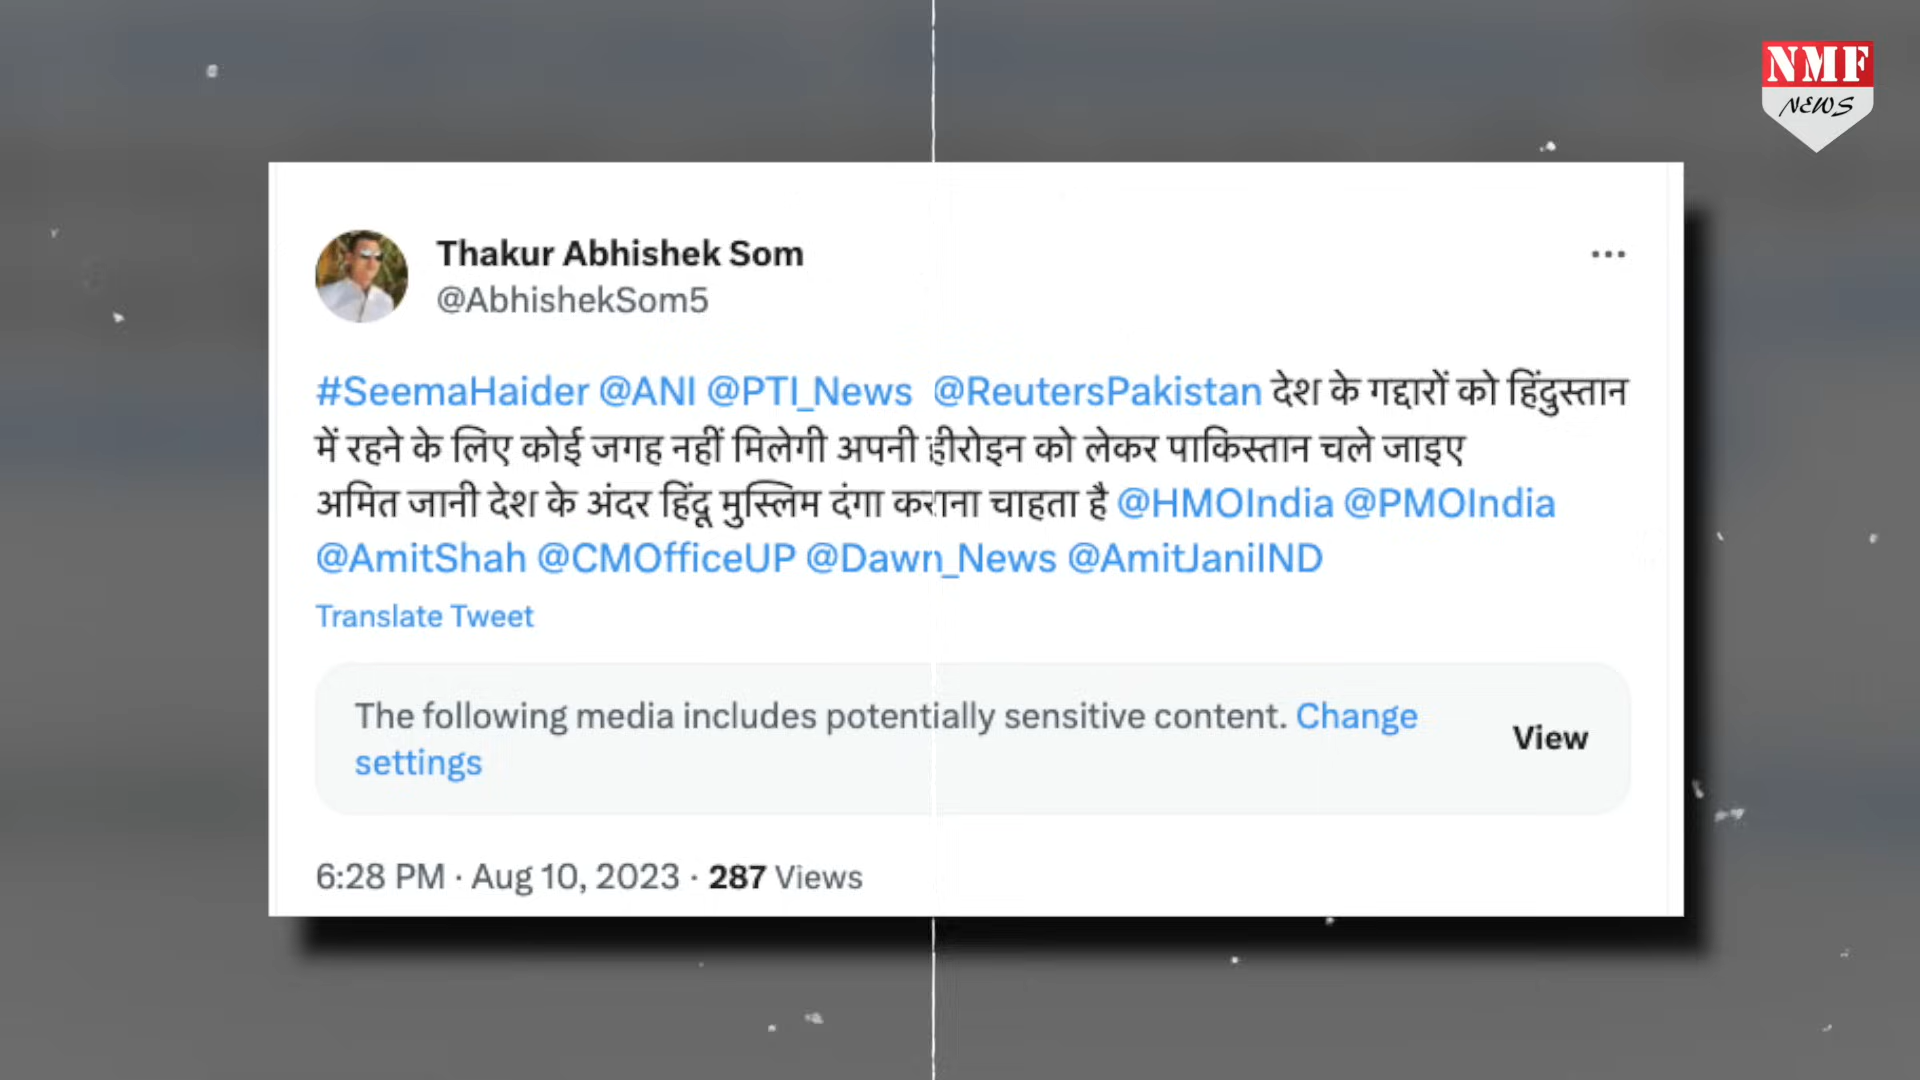 NMF
NEWS
Thakur Abhishek Som
@AbhishekSom5
#SeemaHaider @ANI @PTI_News @ReutersPakistan देश के गद्दारों को हिंदुस्तान
में रहने के लिए कोई जगह नहीं मिलेगी अपनी हीरोइन को लेकर पाकिस्तान चले जाइए
अमित जानी देश के अंदर हिंदू मुस्लिम दंगा कराना चाहता है @HMOIndia @PMOIndia
@AmitShah @CMOfficeUP @Dawn_News @AmitJaniIND
Translate Tweet
The following media includes potentially sensitive content. Change
settings
View
6:28 PM · Aug 10, 2023 · 287 Views